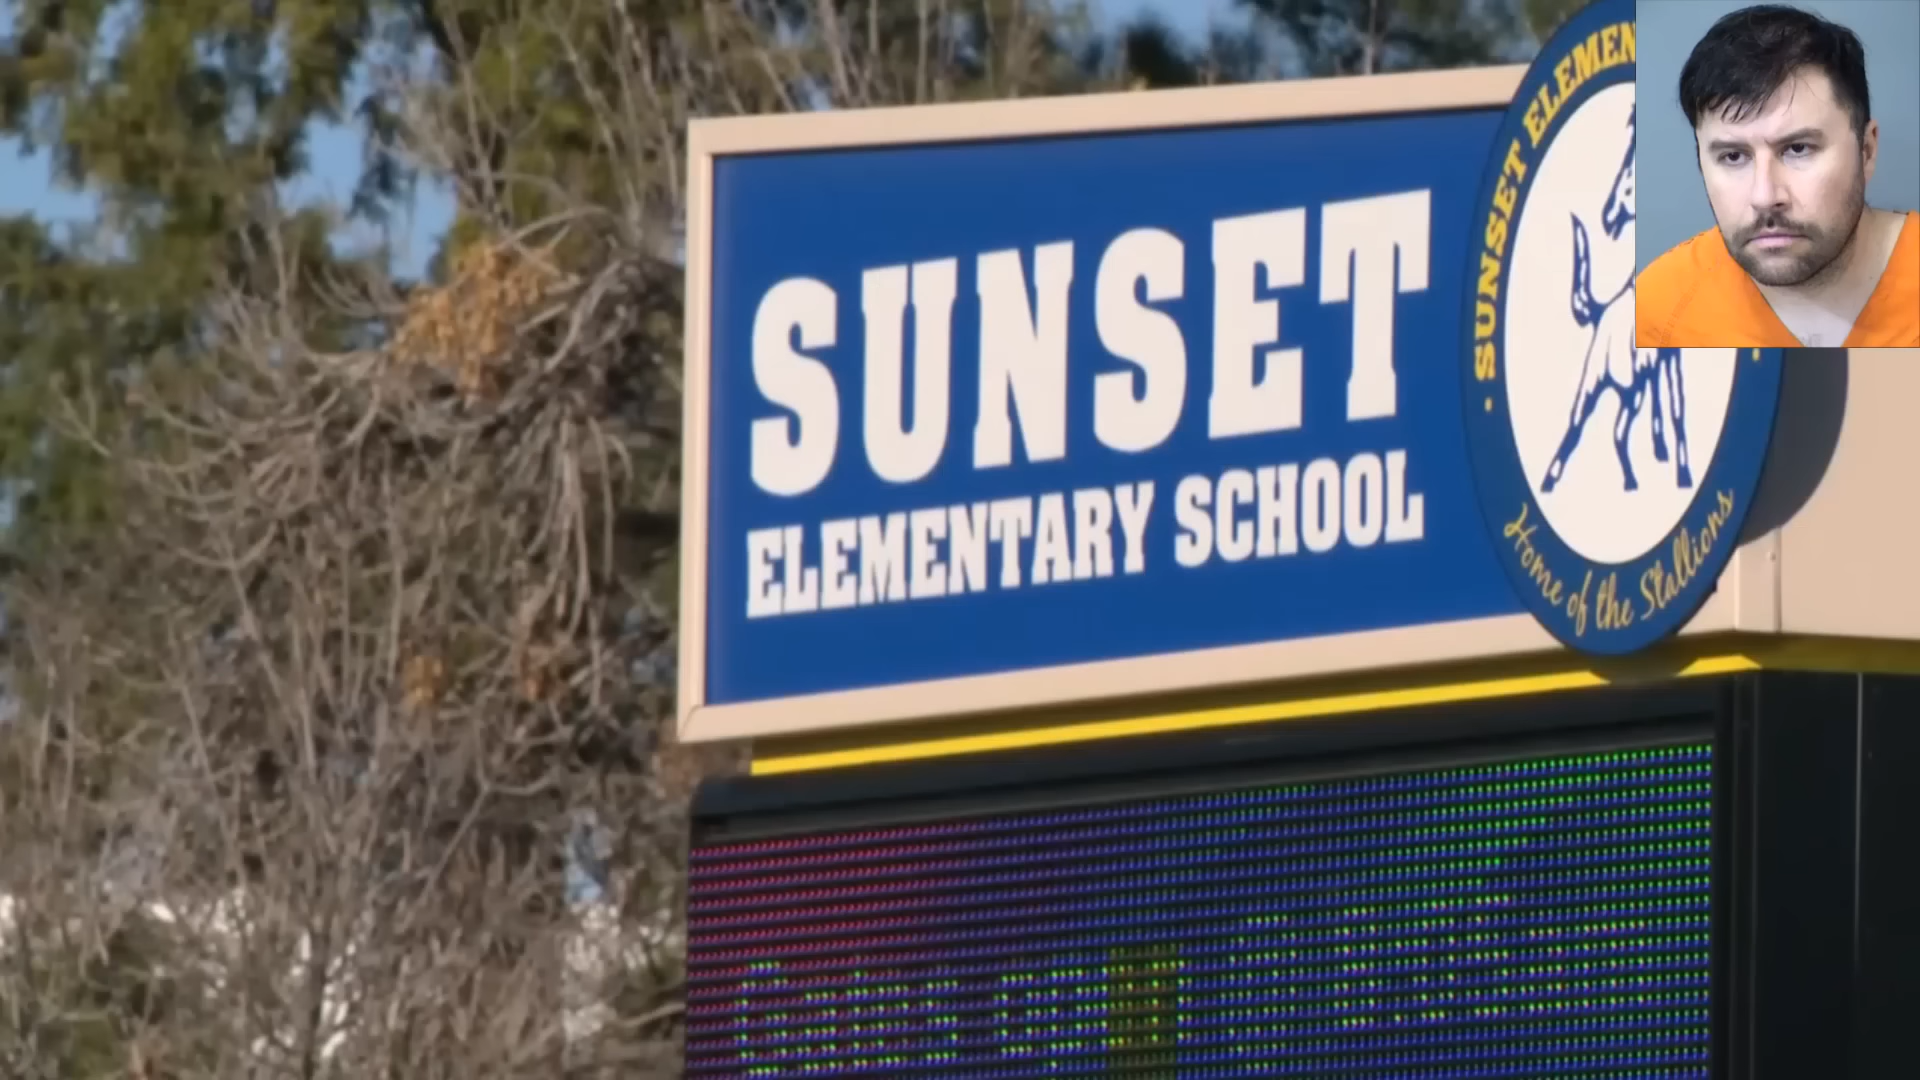 SUNSET
ELEMENTARY SCHOOL
· SUNSET ELEMEN
Home of the Stallions